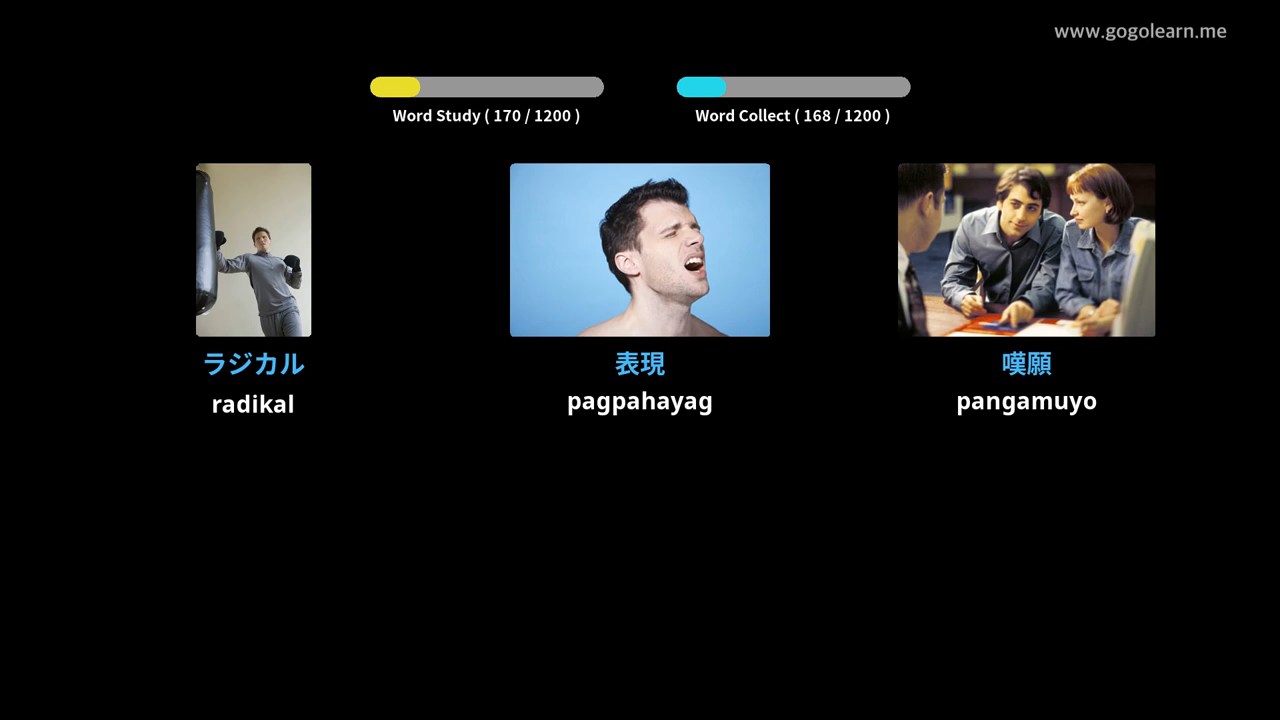 www.gogolearn.me
Word Study ( 170 / 1200 )
Word Collect ( 168 / 1200 )
ラジカル
radikal
表現
pagpahayag
嘆願
pangamuyo